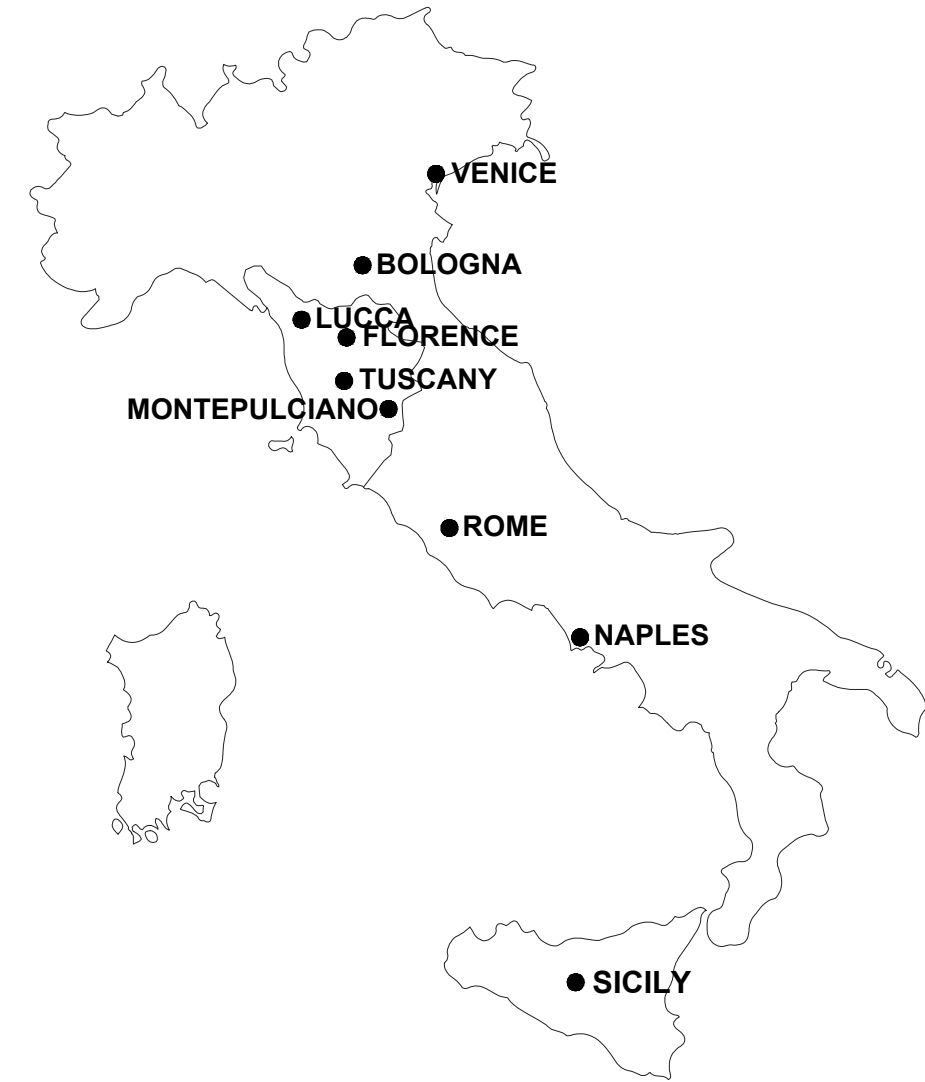 VENICE
BOLOGNA
LUCCA
FLORENCE
TUSCANY
MONTEPULCIANO
ROME
NAPLES
SICILY